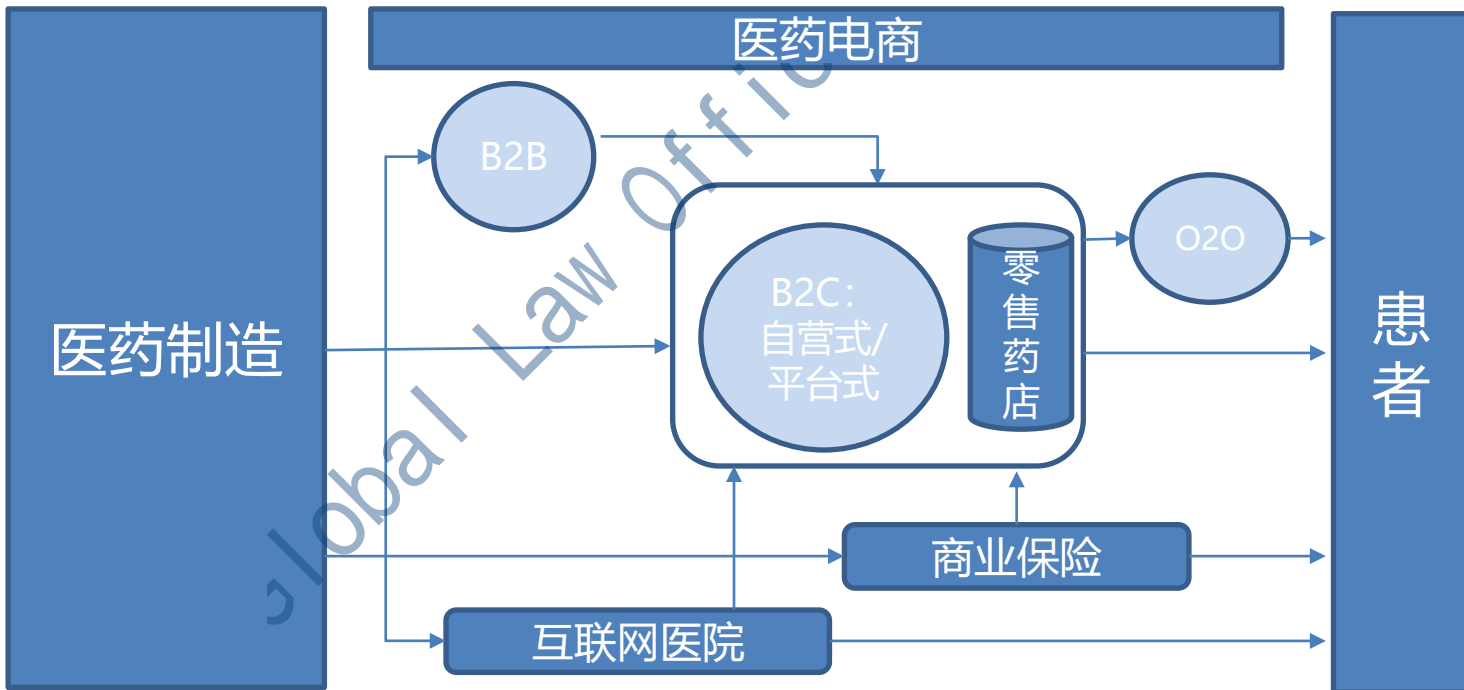 医药电商
B2B
O2O
零
售
药
店
B2C：
自营式/
平台式
医药制造
患
者
商业保险
互联网医院
Global Law Offic